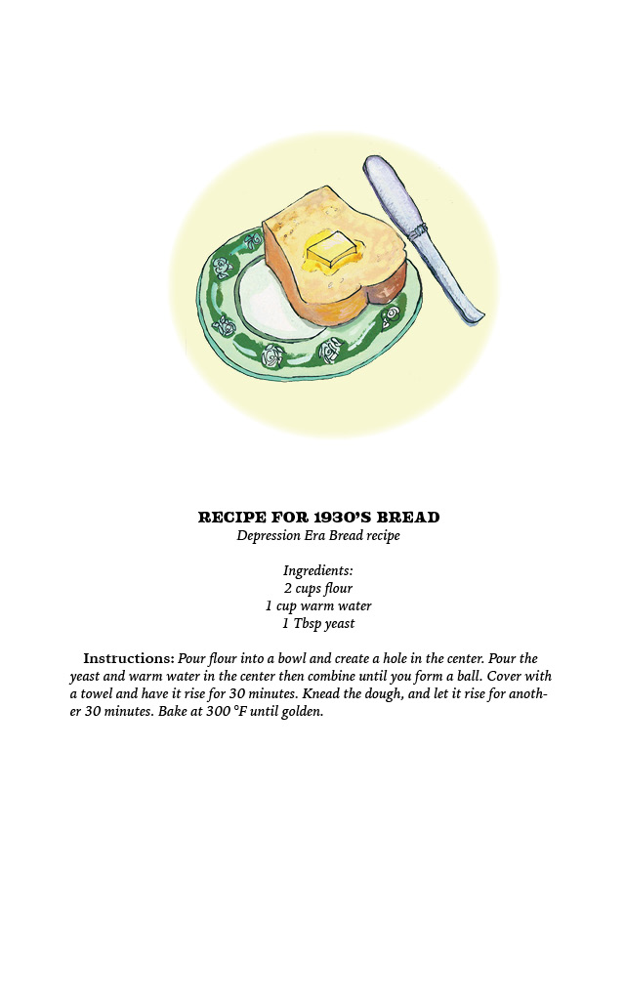 RECIPE FOR 1930'S BREAD
Depression Era Bread recipe
Ingredients:
2 cups flour
1 cup warm water
1 Tbsp yeast
Instructions: Pour flour into a bowl and create a hole in the center. Pour the
yeast and warm water in the center then combine until you form a ball. Cover with
a towel and have it rise for 30 minutes. Knead the dough, and let it rise for anoth-
er 30 minutes. Bake at 300 °F until golden.